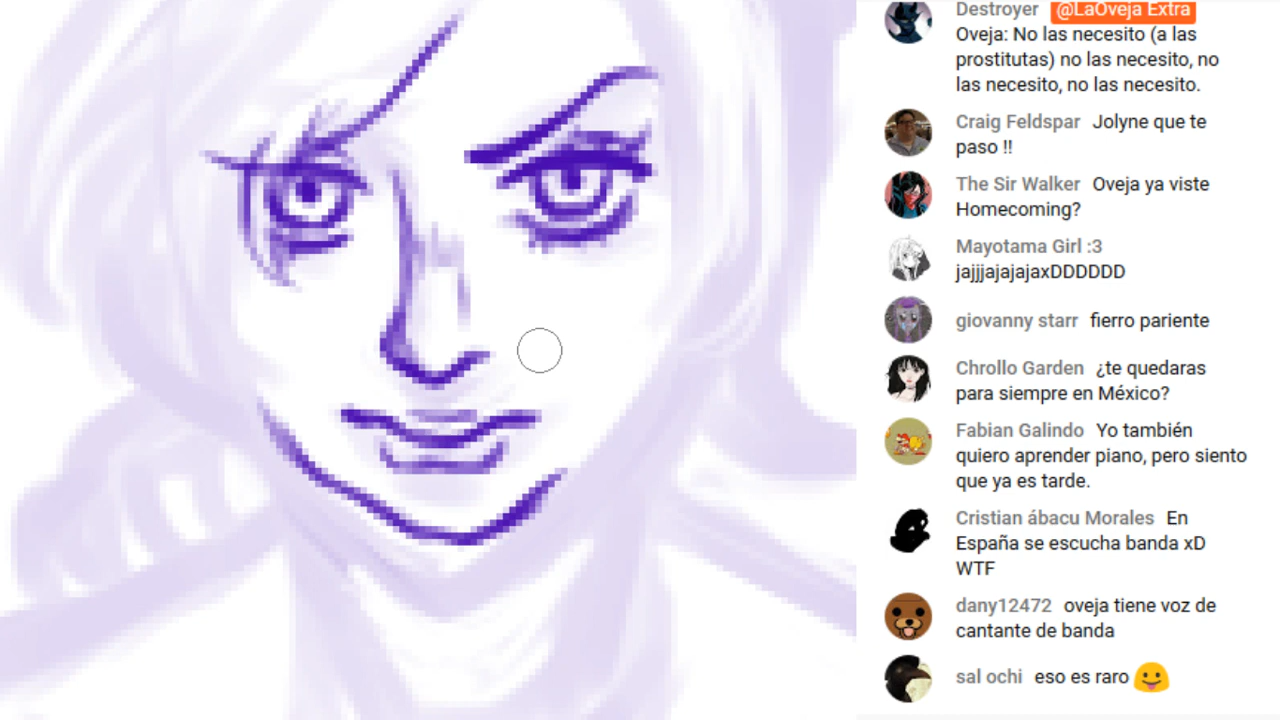 Destroyer @LaOveja Extra
Oveja: No las necesito (a las
prostitutas) no las necesito, no
las necesito, no las necesito.
Craig Feldspar Jolyne que te
paso !!
The Sir Walker Oveja ya viste
Homecoming?
Mayotama Girl :3
jajjjajajajaxDDDDDD
giovanny starr fierro pariente
Chrollo Garden ¿te quedaras
para siempre en México?
Fabian Galindo Yo también
quiero aprender piano, pero siento
que ya es tarde.
Cristian ábacu Morales En
España se escucha banda xD
WTF
dany12472 oveja tiene voz de
cantante de banda
sal ochi eso es raro 😛